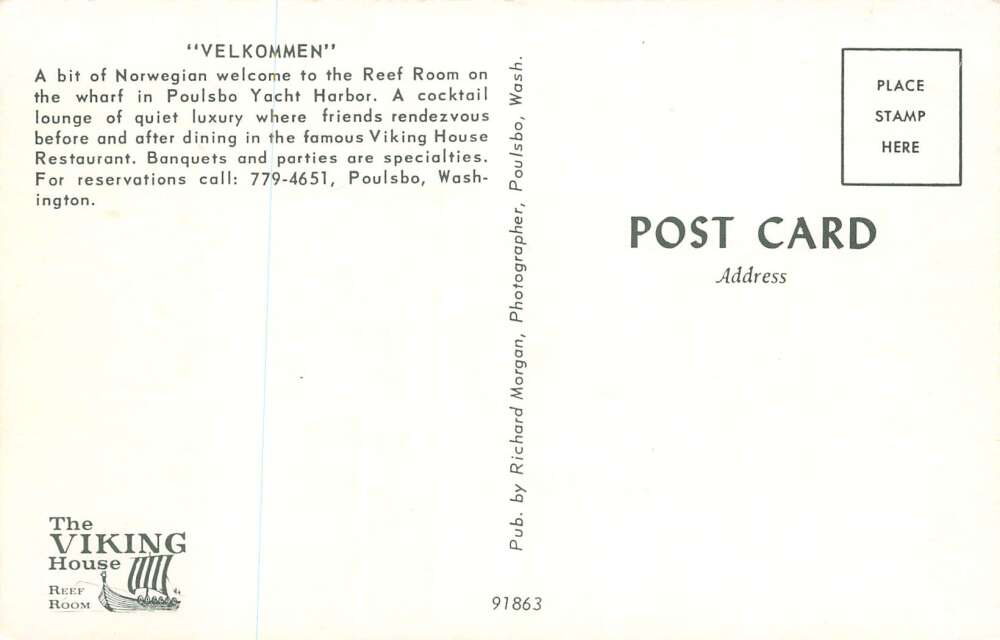 "VELKOMMEN"
A bit of Norwegian welcome to the Reef Room on
the wharf in Poulsbo Yacht Harbor. A cocktail
lounge of quiet luxury where friends rendezvous
before and after dining in the famous Viking House
Restaurant. Banquets and parties are specialties.
For reservations call: 779-4651, Poulsbo, Wash-
ington.
The
VIKING
House
REEF
ROOM
Pub. by Richard Morgan, Photographer, Poulsbo, Wash.
91863
PLACE
STAMP
HERE
POST CARD
Address